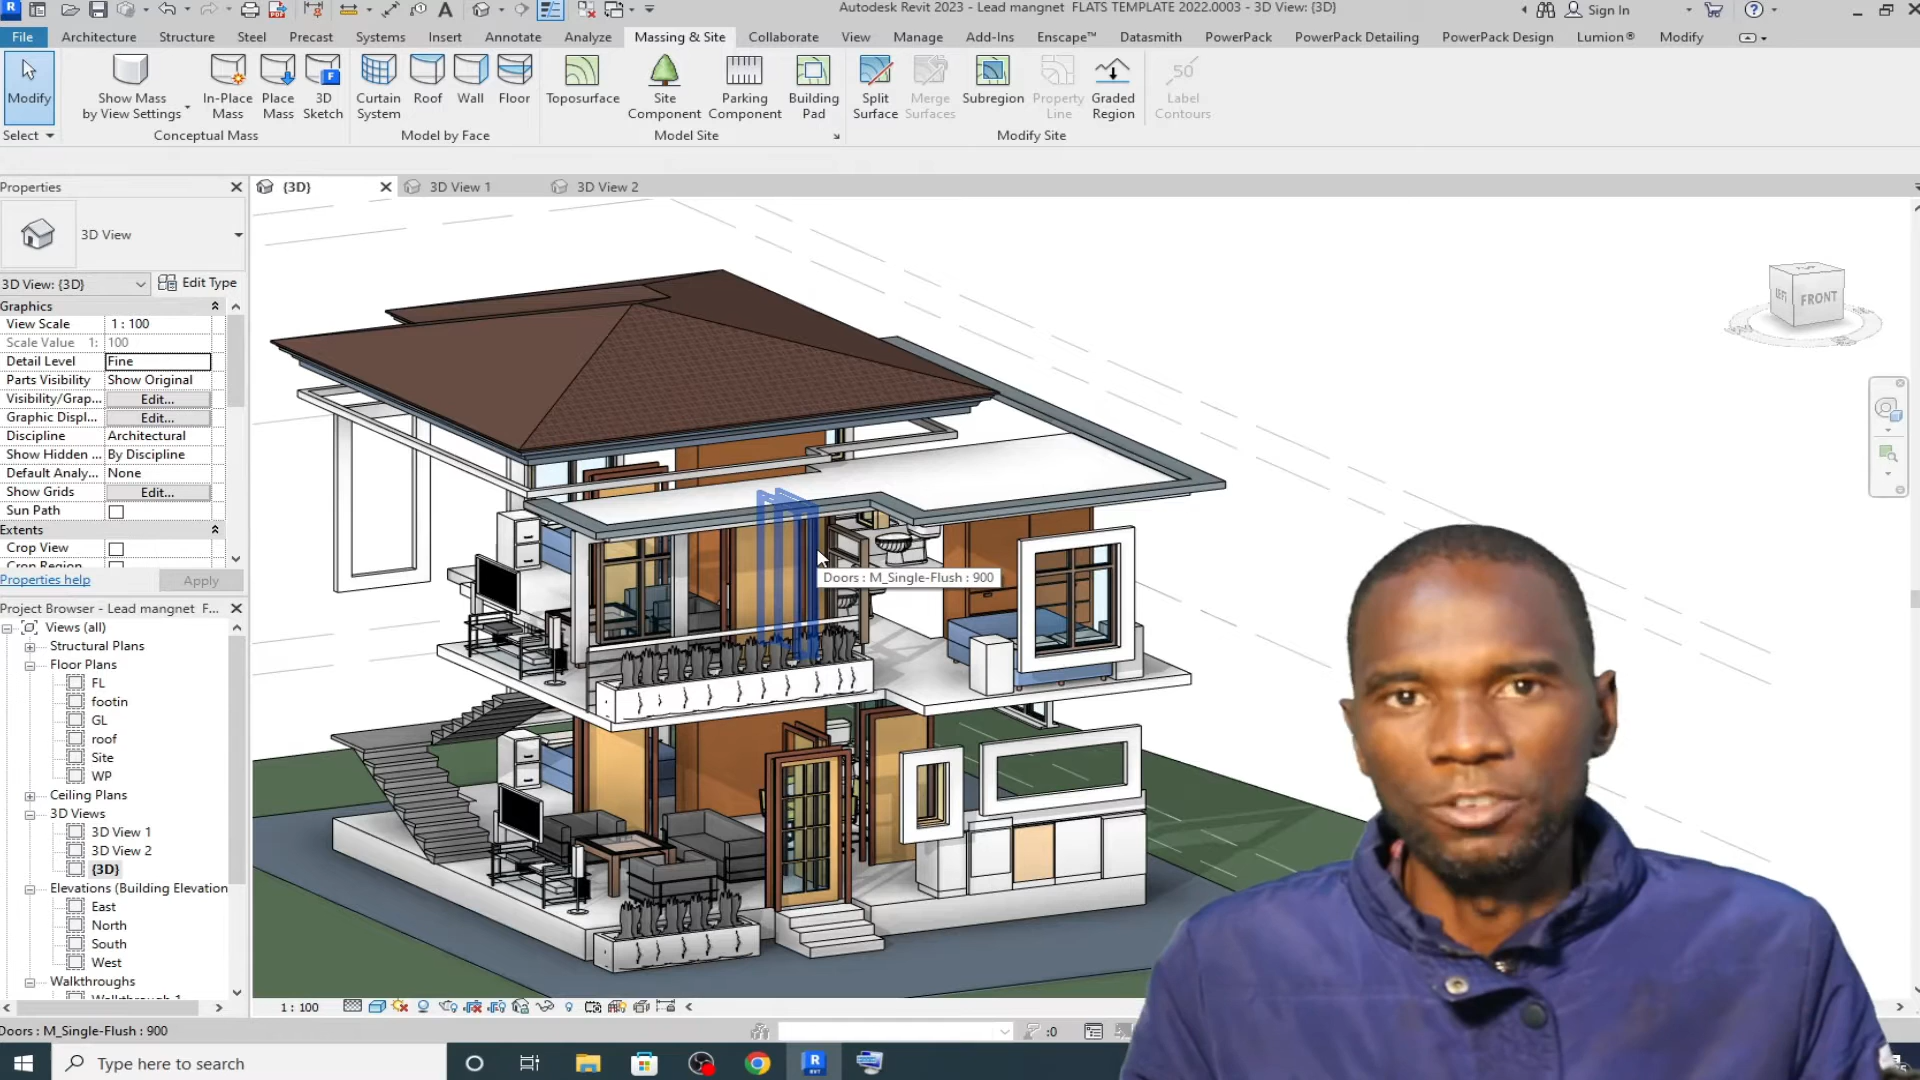 Autodesk Revit 2023 - Lead mangnet FLATS TEMPLATE 2022.0003 - 3D View: {3D}
Sign In
File Architecture Structure Steel Precast Systems Insert Annotate Analyze Massing & Site Collaborate View Manage Add-Ins Enscape™ Datasmith PowerPack PowerPack Detailing PowerPack Design Lumion® Modify
Modify
Show Mass by View Settings
In-Place Mass
Place Mass
3D Sketch
Curtain System
Roof
Wall
Floor
Toposurface
Site Component
Parking Component
Building Pad
Split Surface
Merge Surfaces
Subregion
Property Line
Graded Region
50
Label Contours
Select
Conceptual Mass
Model by Face
Model Site
Modify Site
Properties
{3D}
3D View 1
3D View 2
3D View
3D View: {3D}
Edit Type
Graphics
View Scale 1 : 100
Scale Value 1: 100
Detail Level Fine
Parts Visibility Show Original
Visibility/Grap... Edit...
Graphic Displ... Edit...
Discipline Architectural
Show Hidden ... By Discipline
Default Analy... None
Show Grids Edit...
Sun Path
Extents
Crop View
Crop Region
Properties help
Apply
Project Browser - Lead mangnet F...
Views (all)
Structural Plans
Floor Plans
FL
footin
GL
roof
Site
WP
Ceiling Plans
3D Views
3D View 1
3D View 2
{3D}
Elevations (Building Elevation
East
North
South
West
Walkthroughs
Walkthrough 1
LEFT
FRONT
Doors : M_Single-Flush : 900
1 : 100
Doors : M_Single-Flush : 900
:0
Type here to search